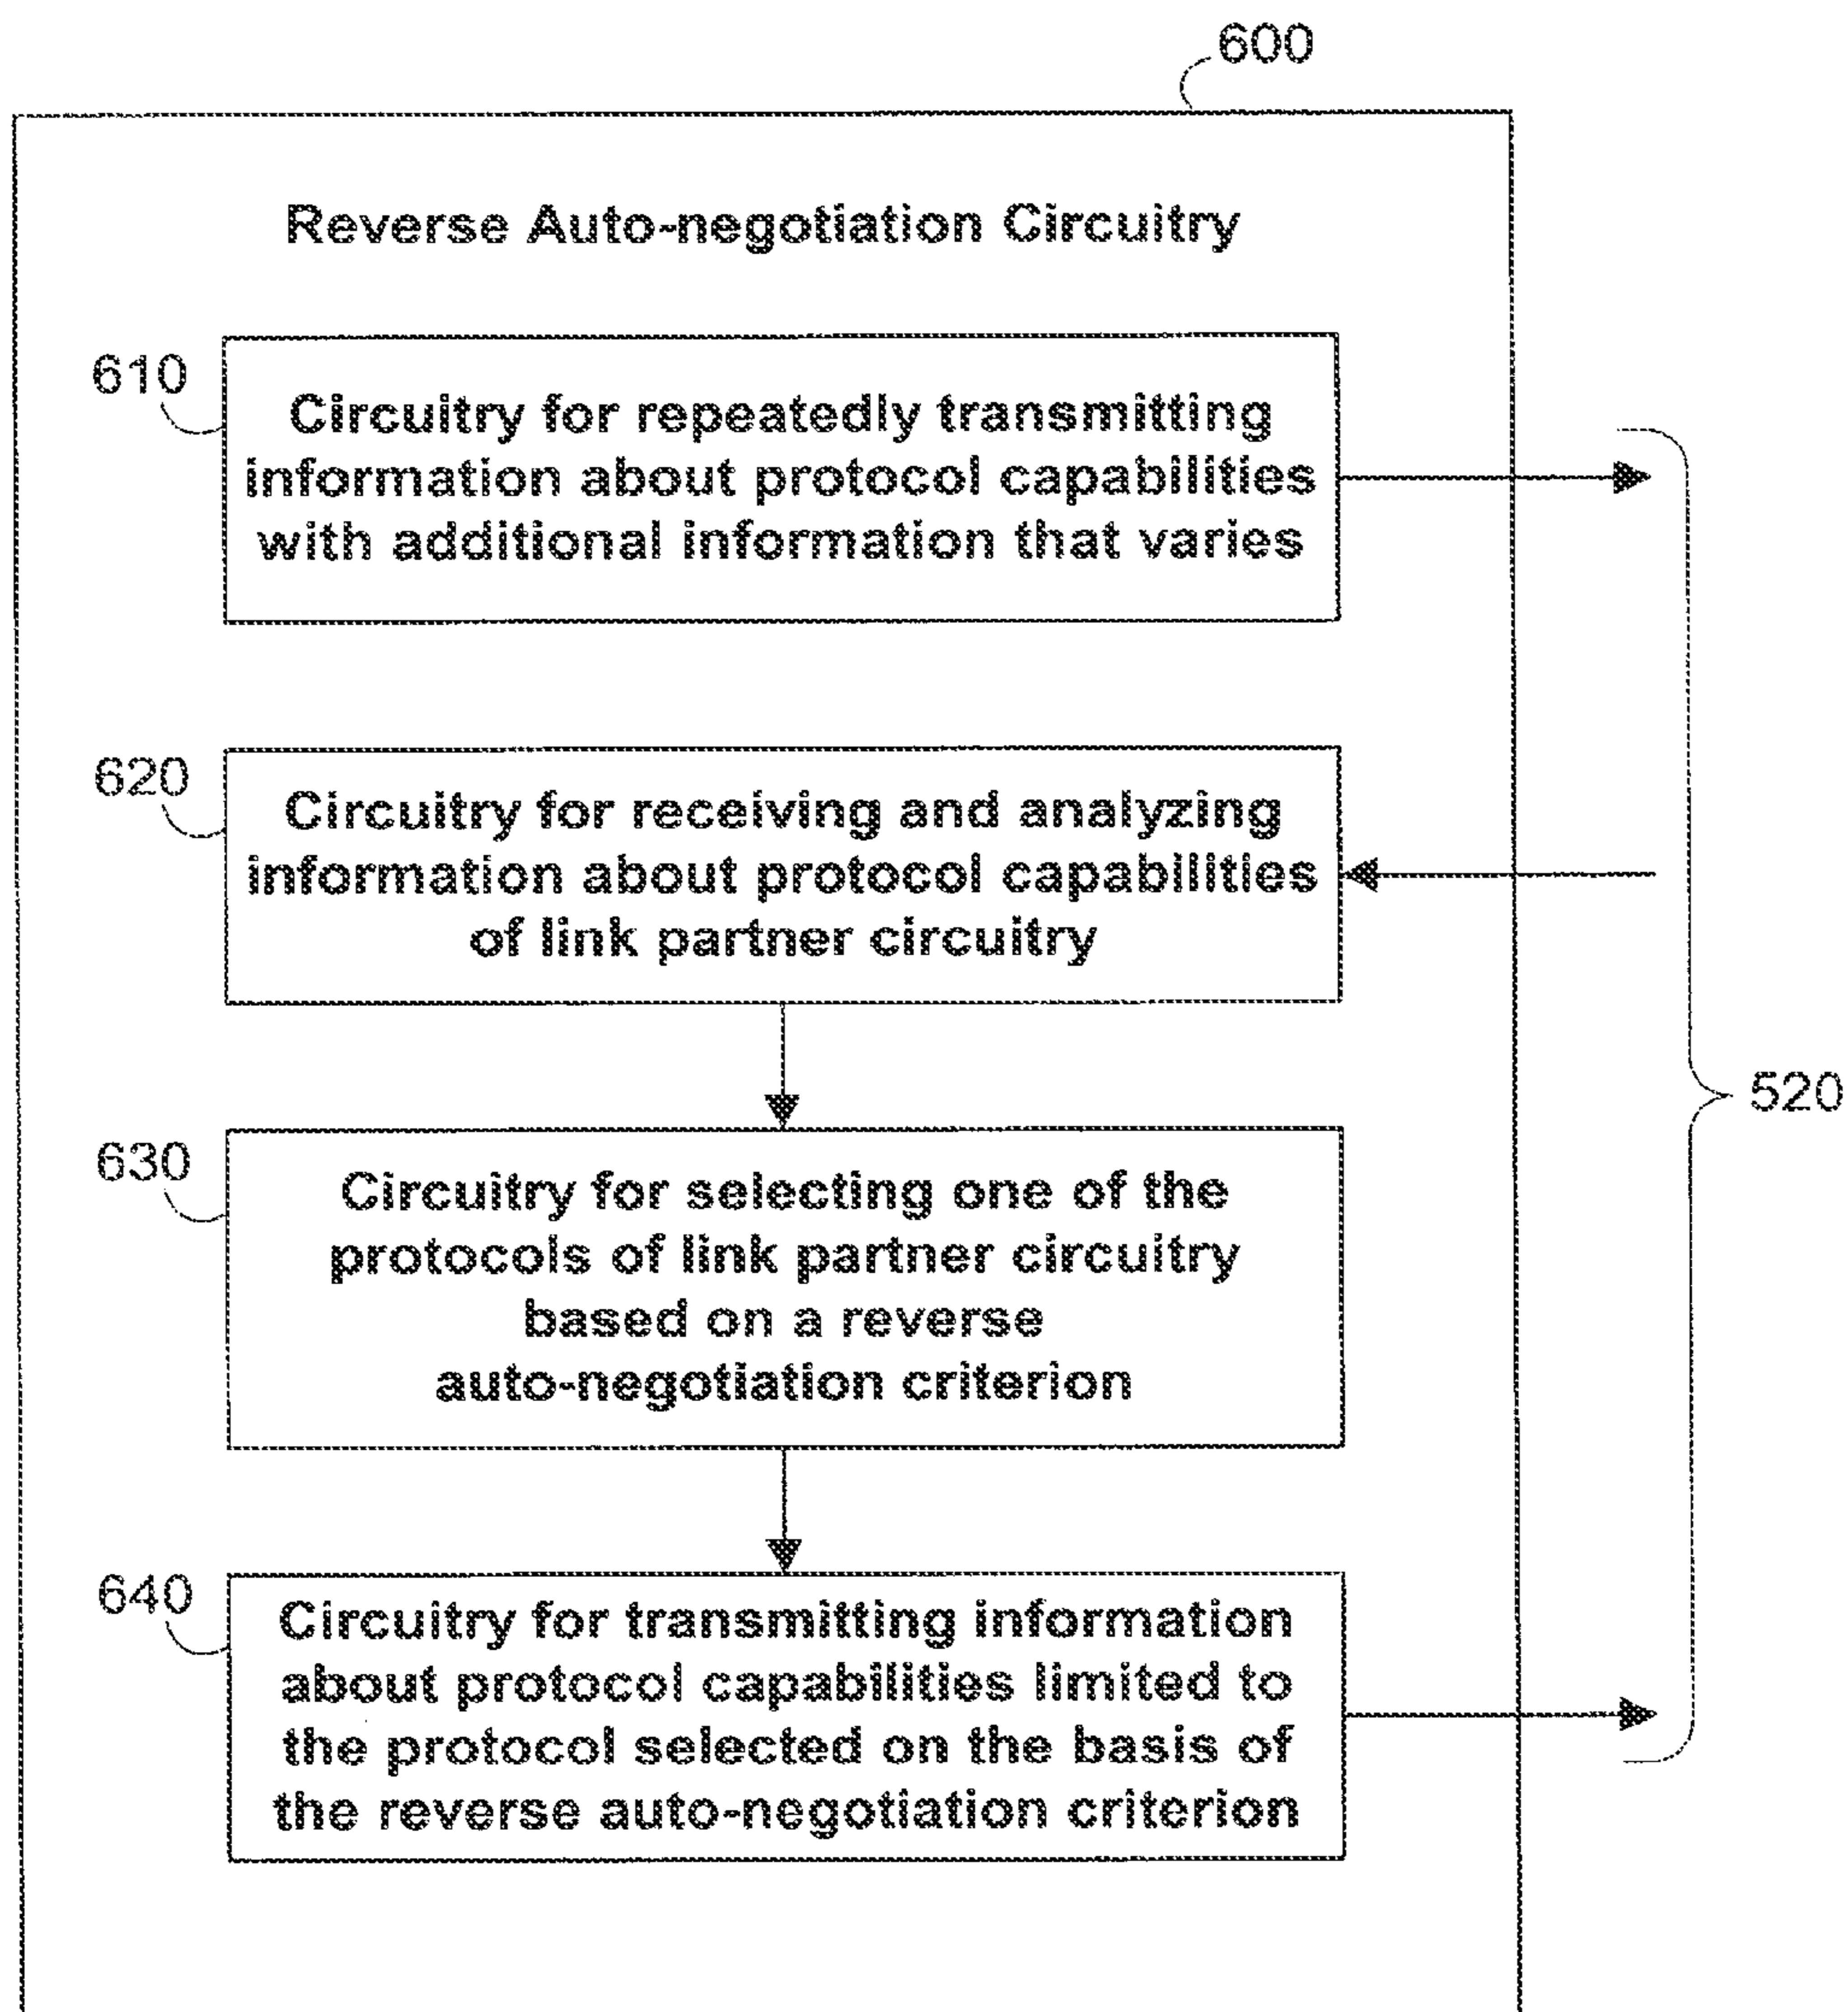 600
Reverse Auto-negotiation Circuitry
610
Circuitry for repeatedly transmitting
information about protocol capabilities
with additional information that varies
620
Circuitry for receiving and analyzing
information about protocol capabilities
of link partner circuitry
520
630
Circuitry for selecting one of the
protocols of link partner circuitry
based on a reverse
auto-negotiation criterion
640
Circuitry for transmitting information
about protocol capabilities limited to
the protocol selected on the basis of
the reverse auto-negotiation criterion